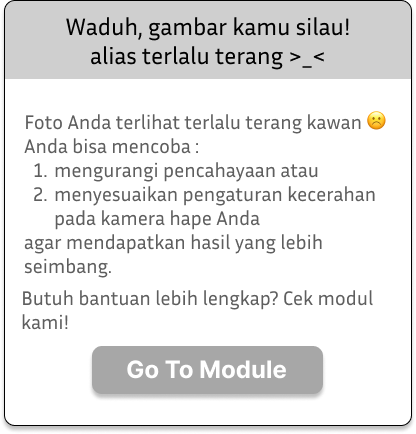 Waduh, gambar kamu silau!
alias terlalu terang >_<
Foto Anda terlihat terlalu terang kawan ☹️
Anda bisa mencoba :
1. mengurangi pencahayaan atau
2. menyesuaikan pengaturan kecerahan
pada kamera hape Anda
agar mendapatkan hasil yang lebih
seimbang.
Butuh bantuan lebih lengkap? Cek modul
kami!
Go To Module